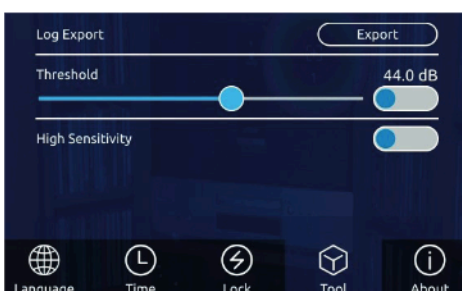 Log Export Export
Threshold 44.0 dB
High Sensitivity
Language Time Lock Tool About